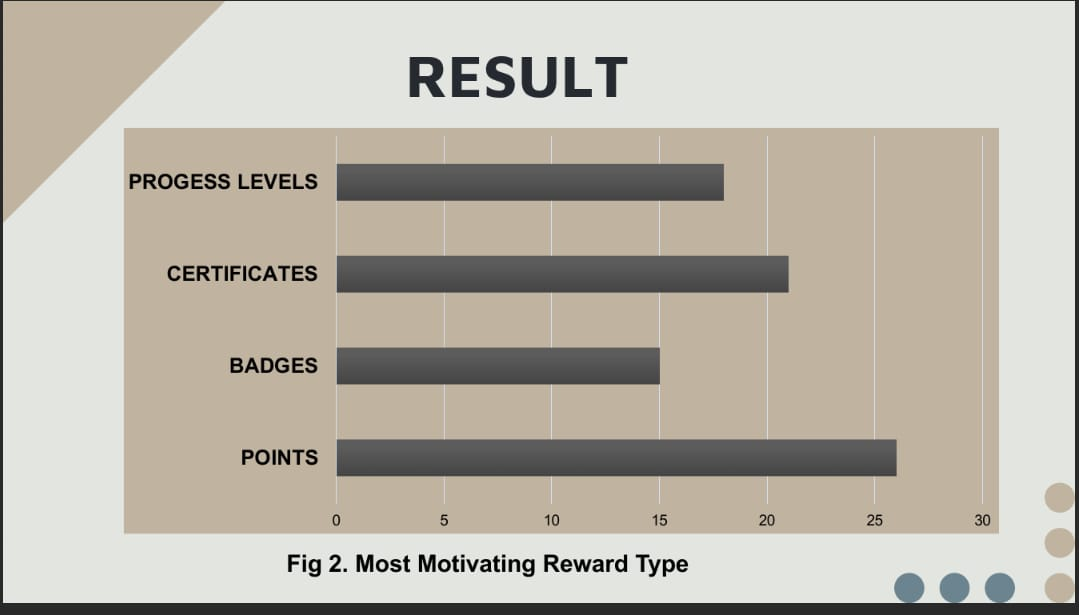 RESULT
PROGESS LEVELS
CERTIFICATES
BADGES
POINTS
0 5 10 15 20 25 30
Fig 2. Most Motivating Reward Type